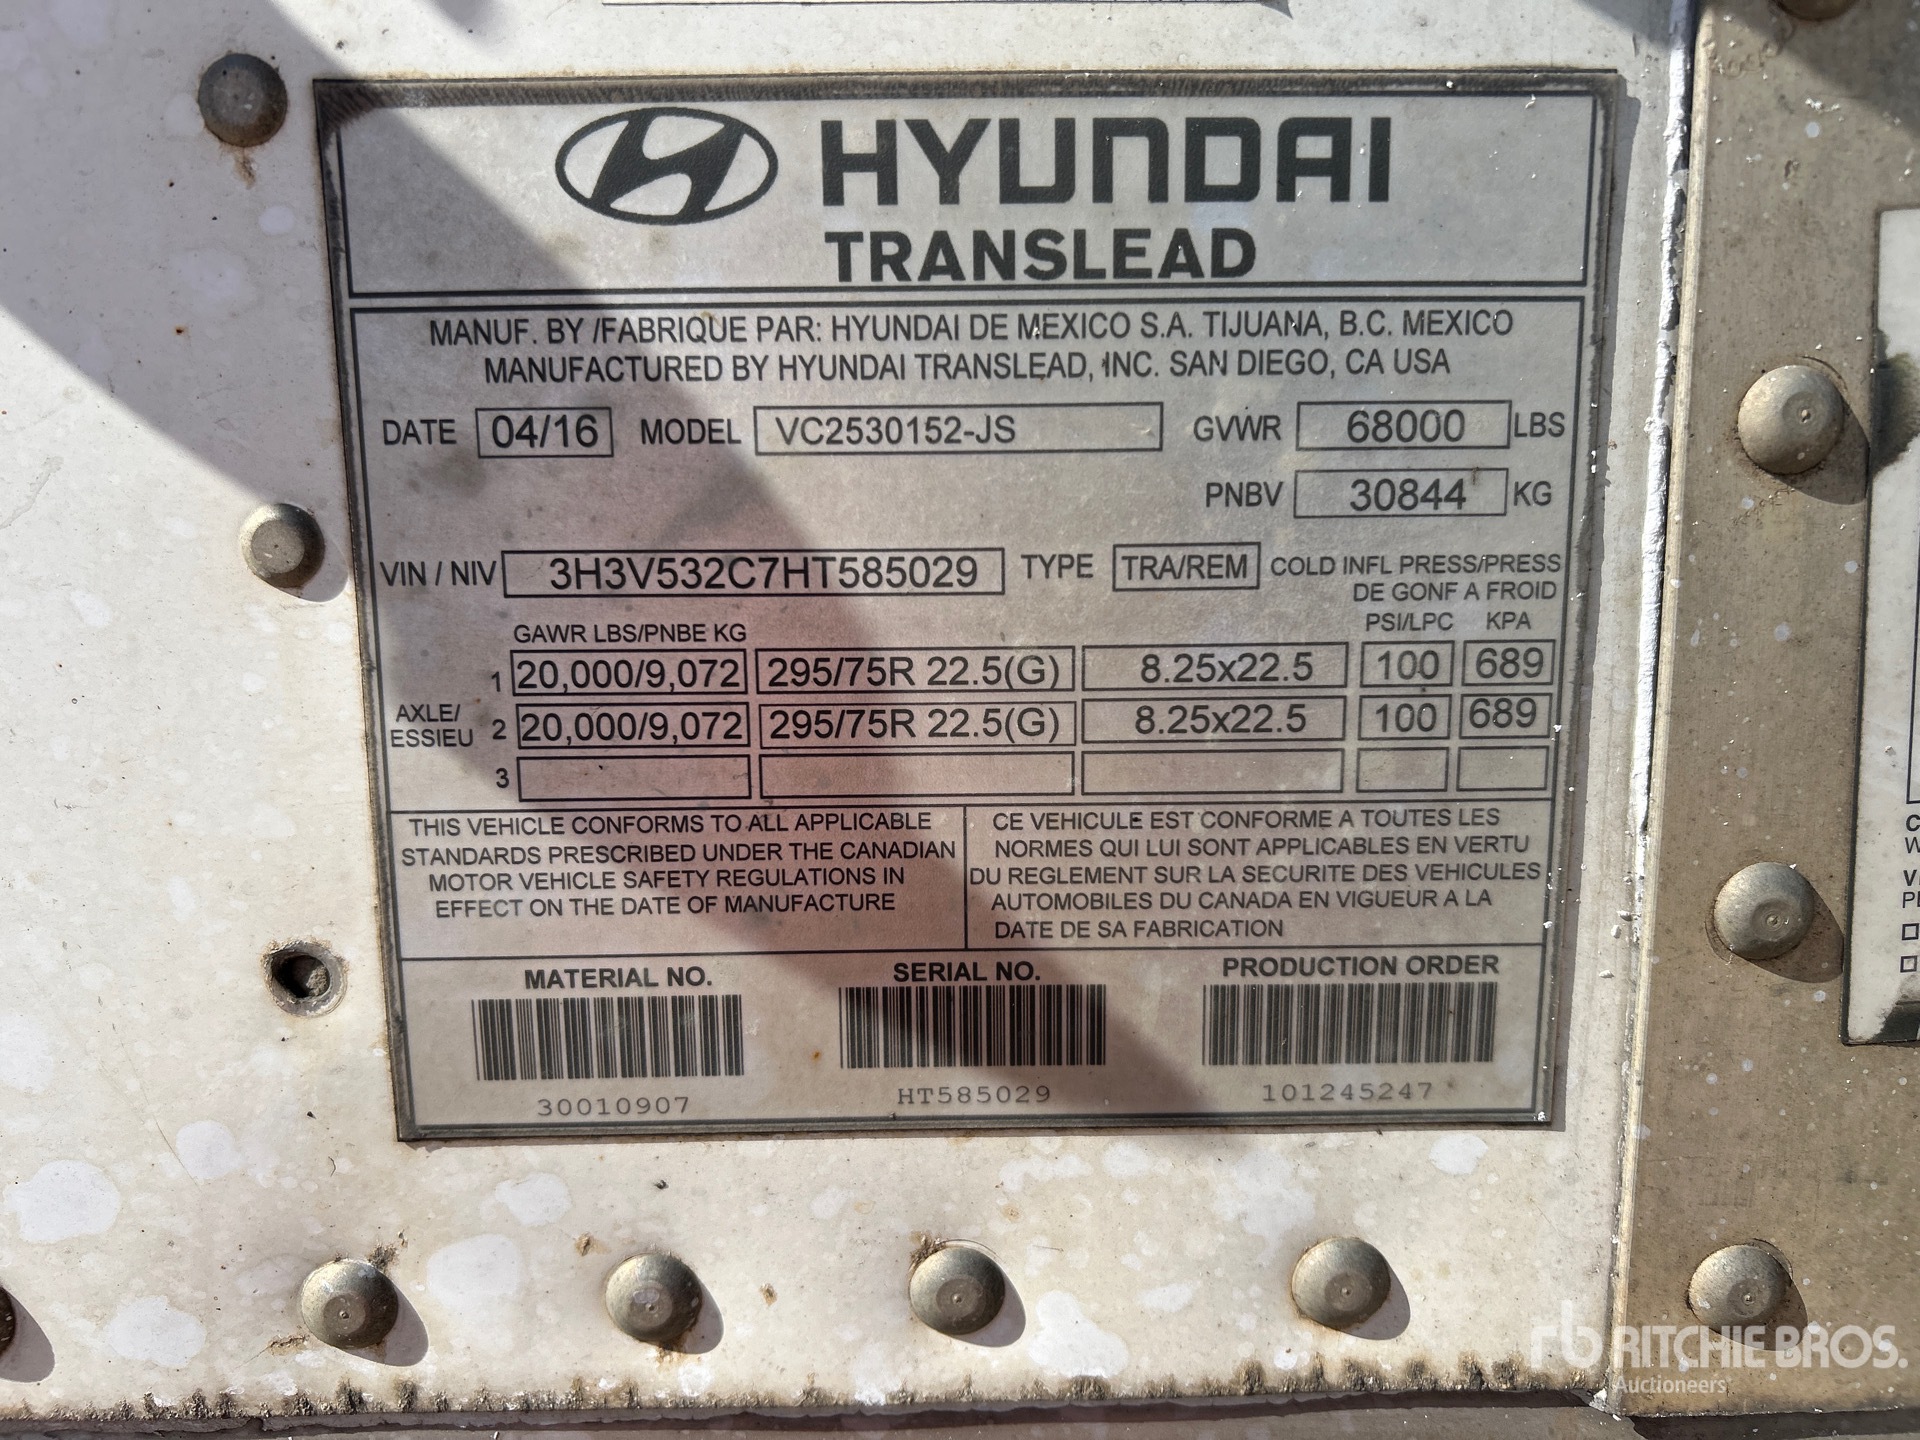 HYUNDAI
TRANSLEAD
MANUF. BY /FABRIQUE PAR: HYUNDAI DE MEXICO S.A. TIJUANA, B.C. MEXICO
MANUFACTURED BY HYUNDAI TRANSLEAD, INC. SAN DIEGO, CA USA
DATE 04/16 MODEL VC2530152-JS GVWR 68000 LBS
PNBV 30844 KG
VIN / NIV 3H3V532C7HT585029 TYPE TRA/REM COLD INFL PRESS/PRESS
DE GONF A FROID
GAWR LBS/PNBE KG PSI/LPC KPA
1 20,000/9,072 295/75R 22.5(G) 8.25x22.5 100 689
AXLE/
ESSIEU 2 20,000/9,072 295/75R 22.5(G) 8.25x22.5 100 689
3
THIS VEHICLE CONFORMS TO ALL APPLICABLE
STANDARDS PRESCRIBED UNDER THE CANADIAN
MOTOR VEHICLE SAFETY REGULATIONS IN
EFFECT ON THE DATE OF MANUFACTURE
CE VEHICULE EST CONFORME A TOUTES LES
NORMES QUI LUI SONT APPLICABLES EN VERTU
DU REGLEMENT SUR LA SECURITE DES VEHICULES
AUTOMOBILES DU CANADA EN VIGUEUR A LA
DATE DE SA FABRICATION
MATERIAL NO. SERIAL NO. PRODUCTION ORDER
30010907 HT585029 101245247
rb RITCHIE BROS.
Auctioneers